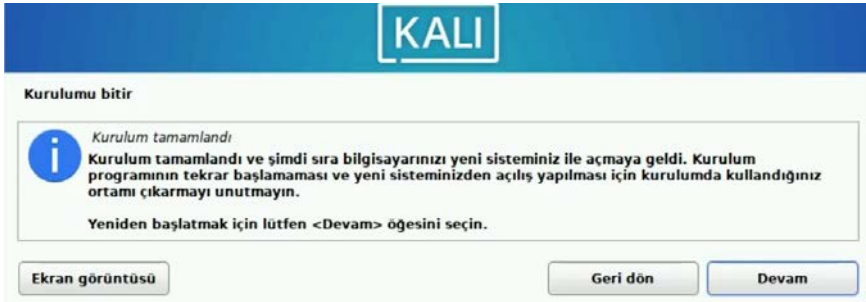 KALI
Kurulumu bitir
Kurulum tamamlandı
Kurulum tamamlandı ve şimdi sıra bilgisayarınızı yeni sisteminiz ile açmaya geldi. Kurulum
programının tekrar başlamaması ve yeni sisteminizden açılış yapılması için kurulumda kullandığınız
ortamı çıkarmayı unutmayın.
Yeniden başlatmak için lütfen <Devam> öğesini seçin.
Ekran görüntüsü
Geri dön
Devam